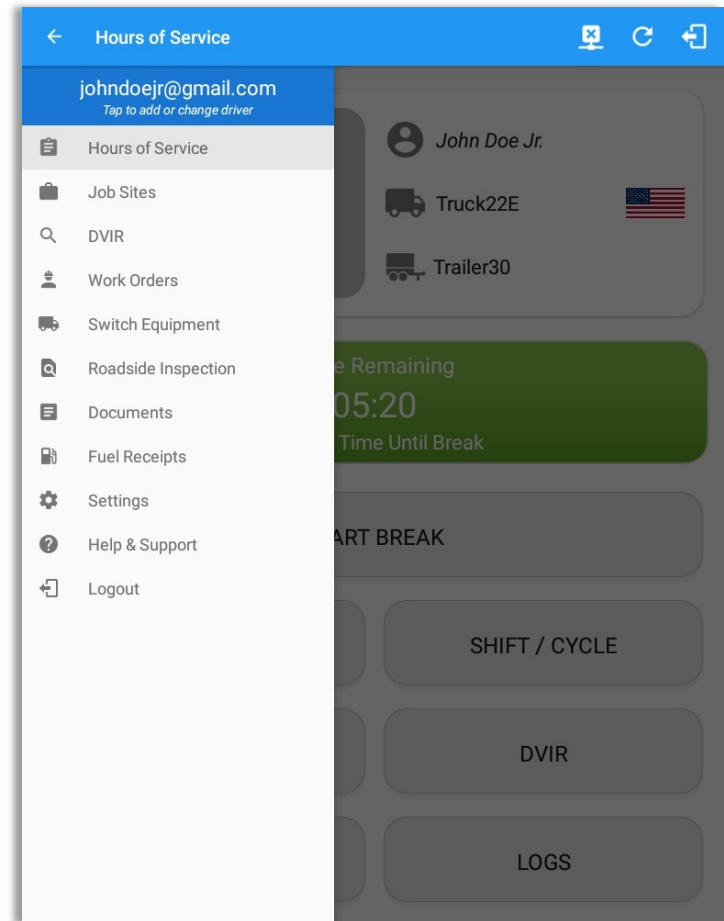 Hours of Service
johndoejr@gmail.com
Tap to add or change driver
Hours of Service
Job Sites
DVIR
Work Orders
Switch Equipment
Roadside Inspection
Documents
Fuel Receipts
Settings
Help & Support
Logout
John Doe Jr.
Truck22E
Trailer30
Remaining
05:20
Time Until Break
BREAK
SHIFT / CYCLE
DVIR
LOGS